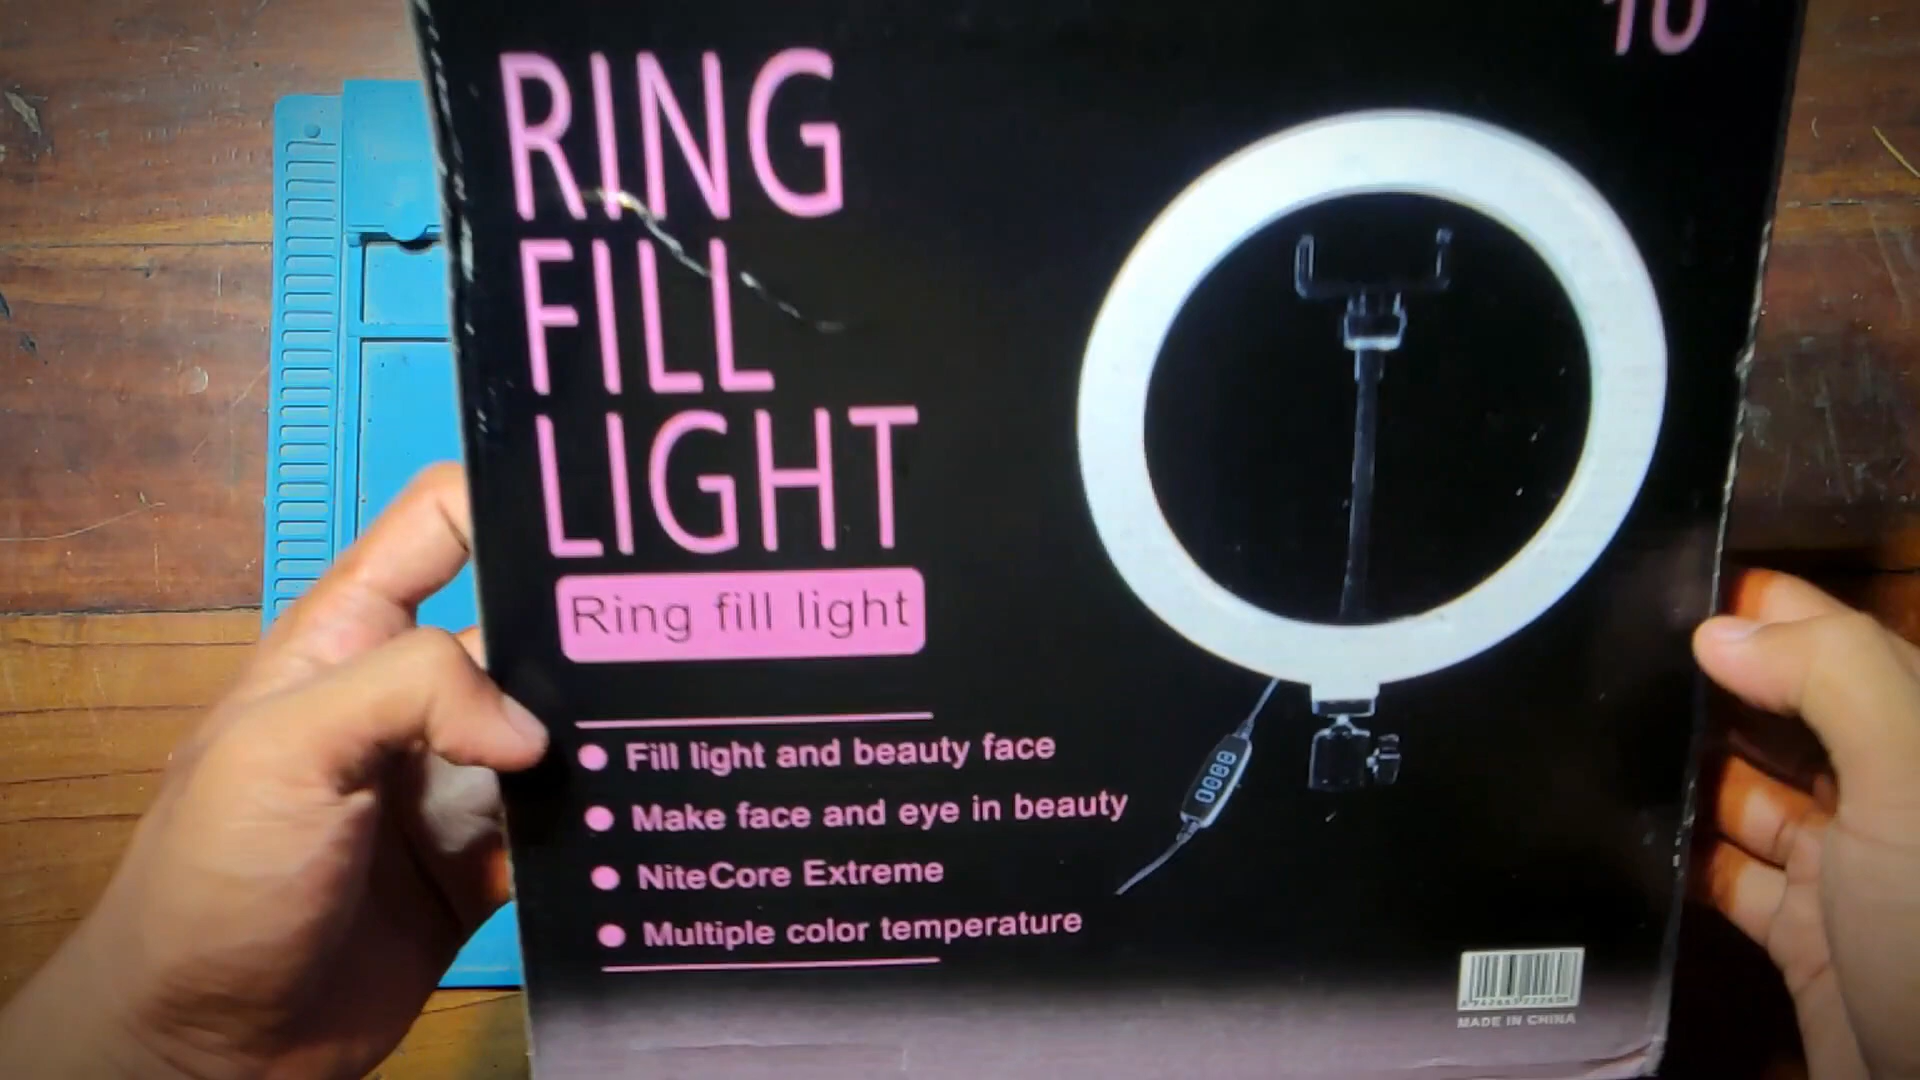 10
RING
FILL
LIGHT
Ring fill light
Fill light and beauty face
Make face and eye in beauty
NiteCore Extreme
Multiple color temperature
MADE IN CHINA